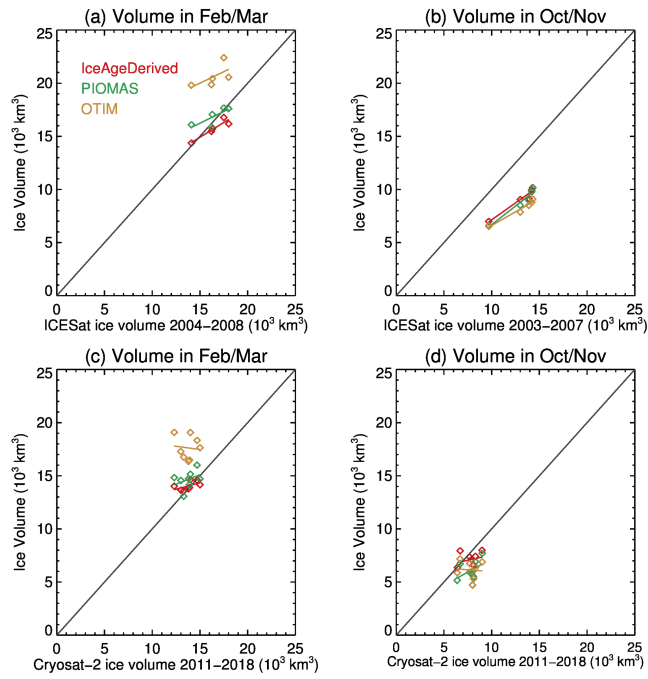 (a) Volume in Feb/Mar
25
20
15
10
5
0
Ice Volume (10³ km³)
IceAgeDerived
PIOMAS
OTIM
0 5 10 15 20 25
ICESat ice volume 2004−2008 (10³ km³)
(b) Volume in Oct/Nov
25
20
15
10
5
0
Ice Volume (10³ km³)
0 5 10 15 20 25
ICESat ice volume 2003−2007 (10³ km³)
(c) Volume in Feb/Mar
25
20
15
10
5
0
Ice Volume (10³ km³)
0 5 10 15 20 25
Cryosat−2 ice volume 2011−2018 (10³ km³)
(d) Volume in Oct/Nov
25
20
15
10
5
0
Ice Volume (10³ km³)
0 5 10 15 20 25
Cryosat−2 ice volume 2011−2018 (10³ km³)